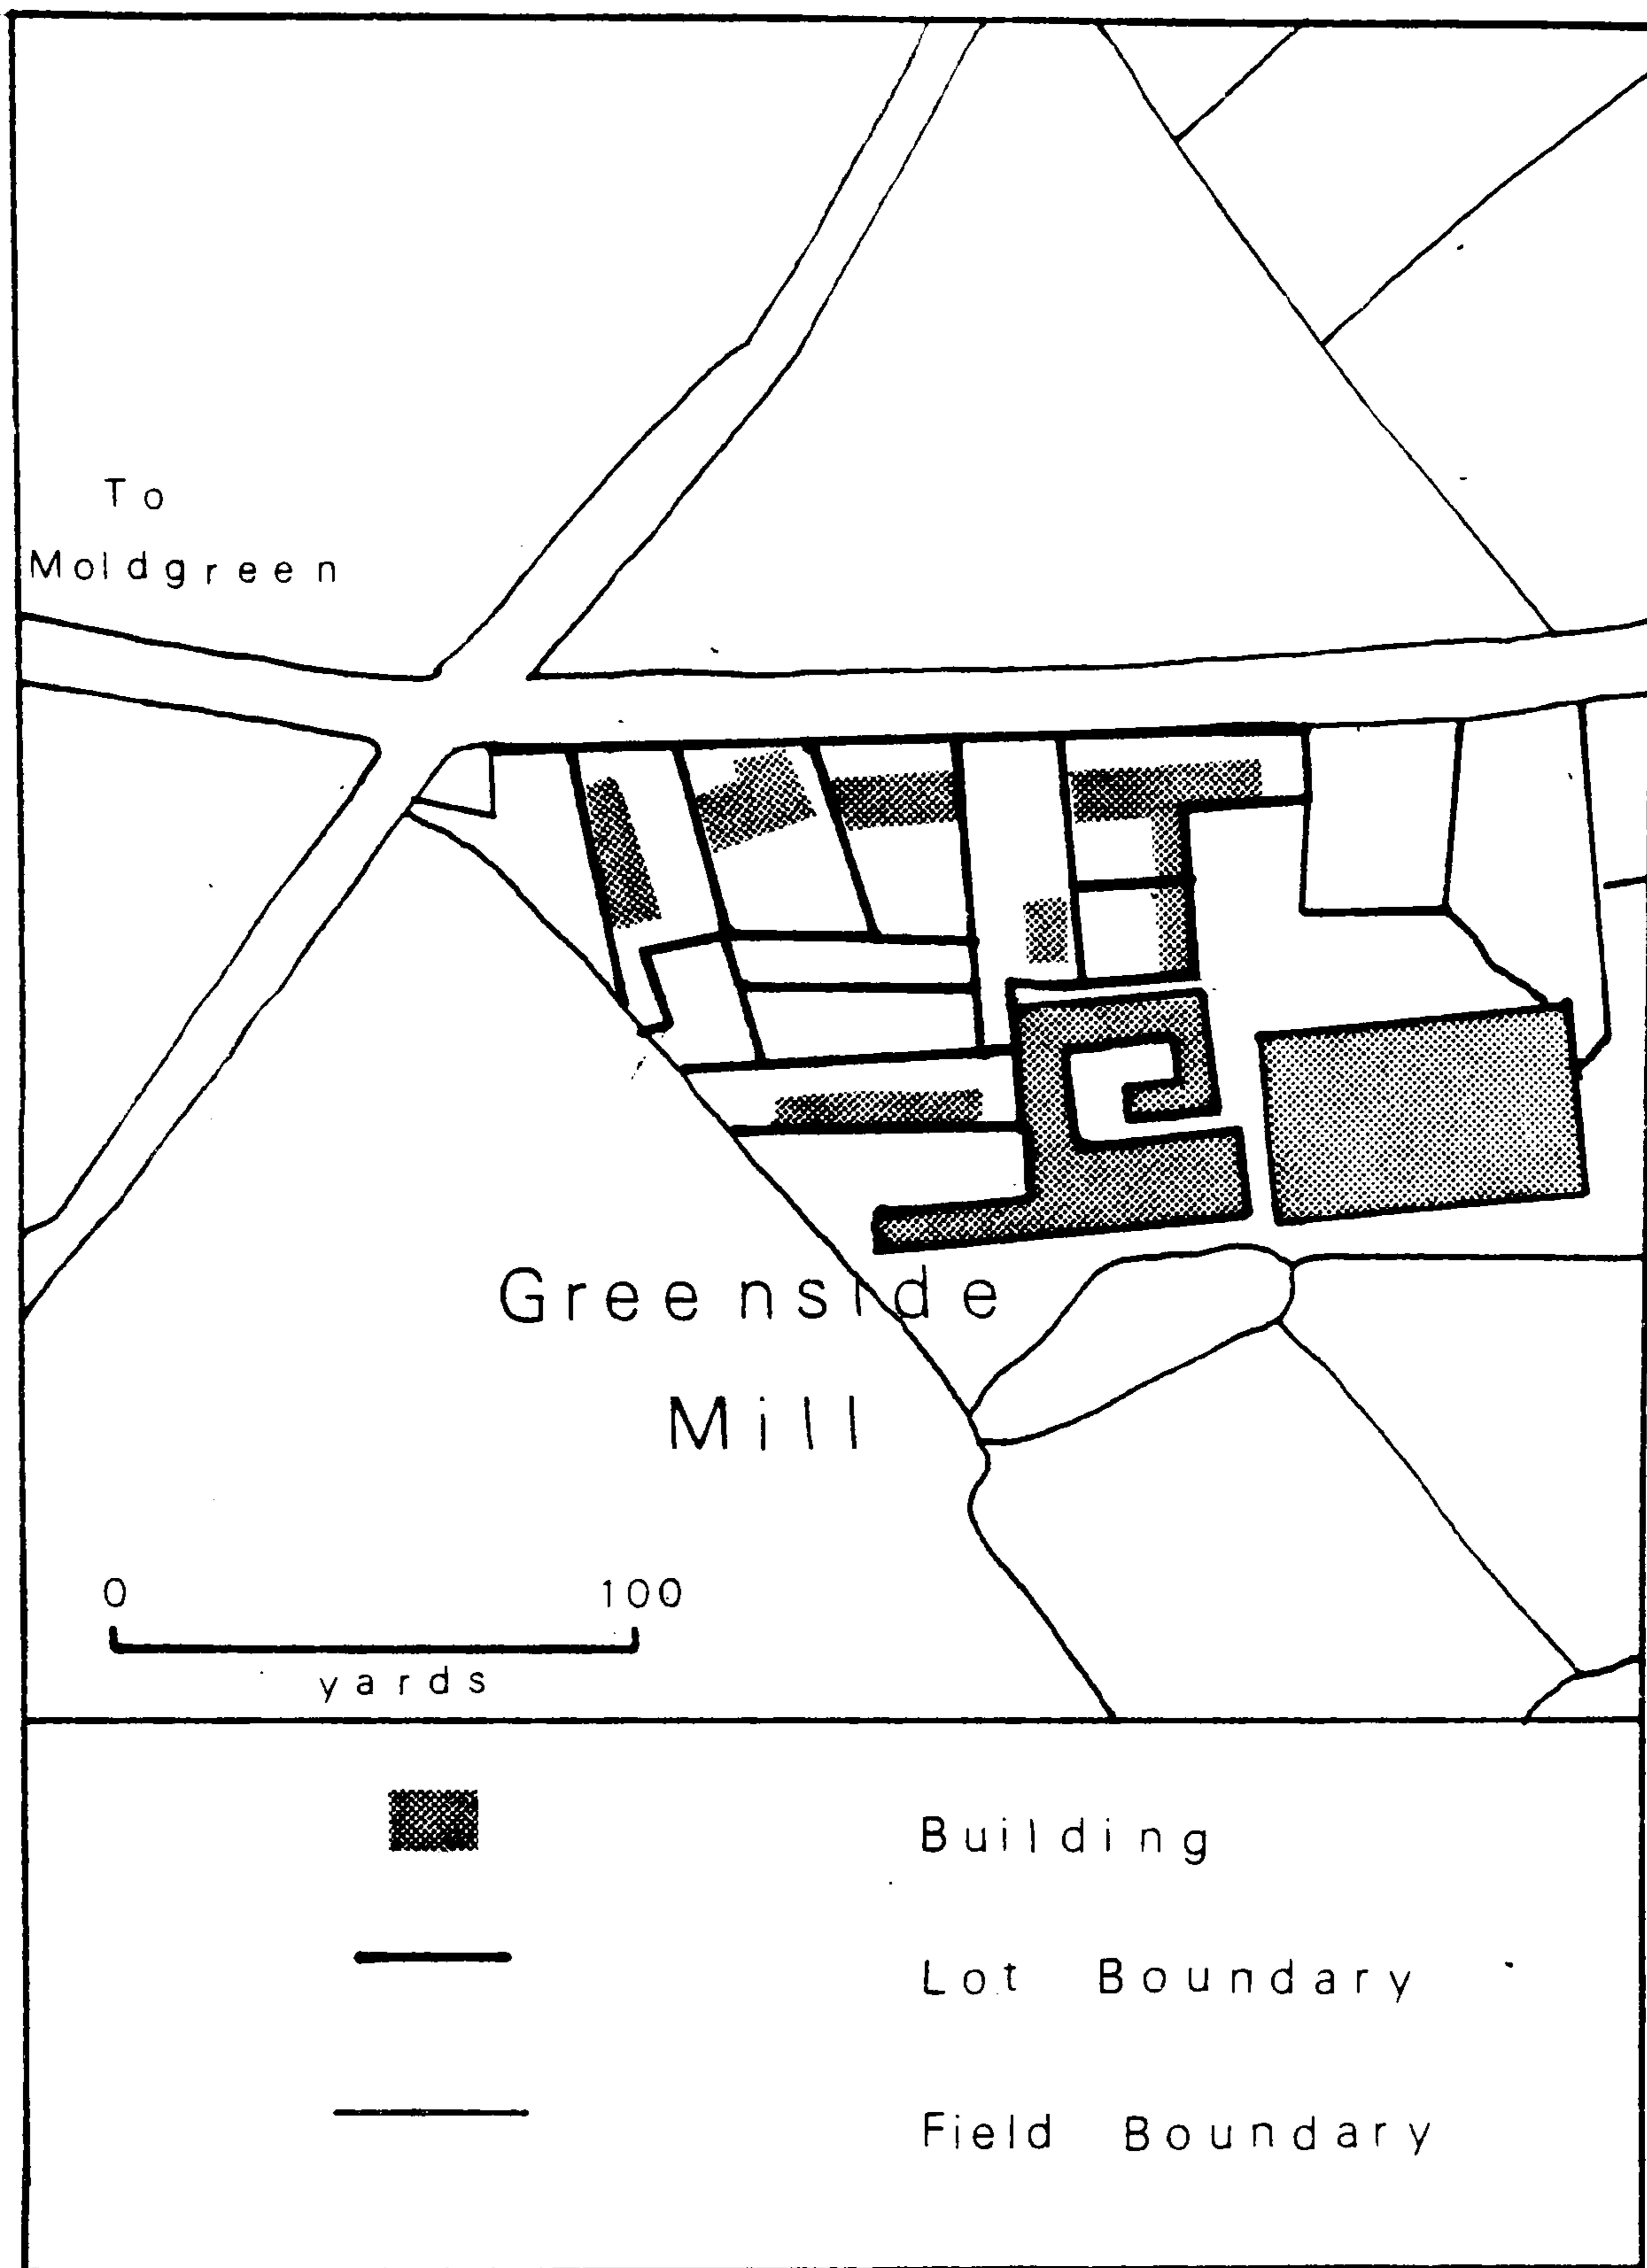 To
Moldgreen
Greenside
Mill
0 100
yards
Building
Lot Boundary
Field Boundary